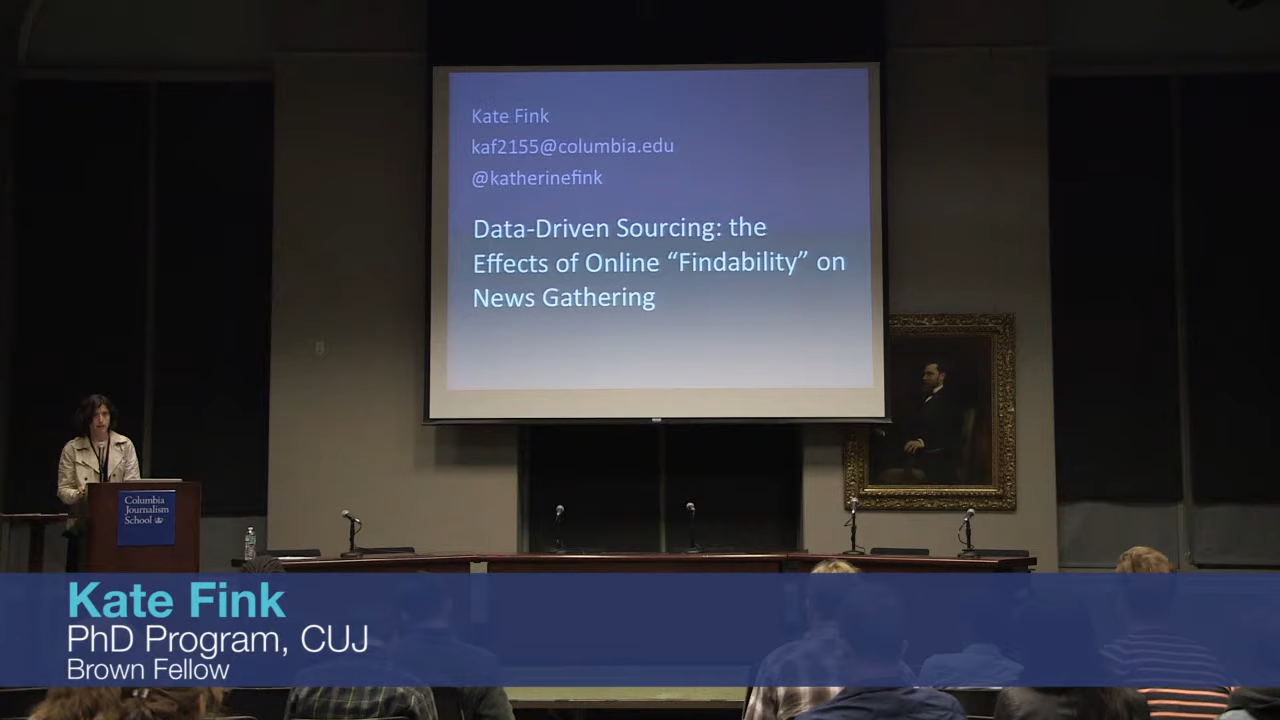 Kate Fink
kaf2155@columbia.edu
@katherinefink
Data-Driven Sourcing: the
Effects of Online “Findability” on
News Gathering
Columbia
Journalism
School
Kate Fink
PhD Program, CUJ
Brown Fellow